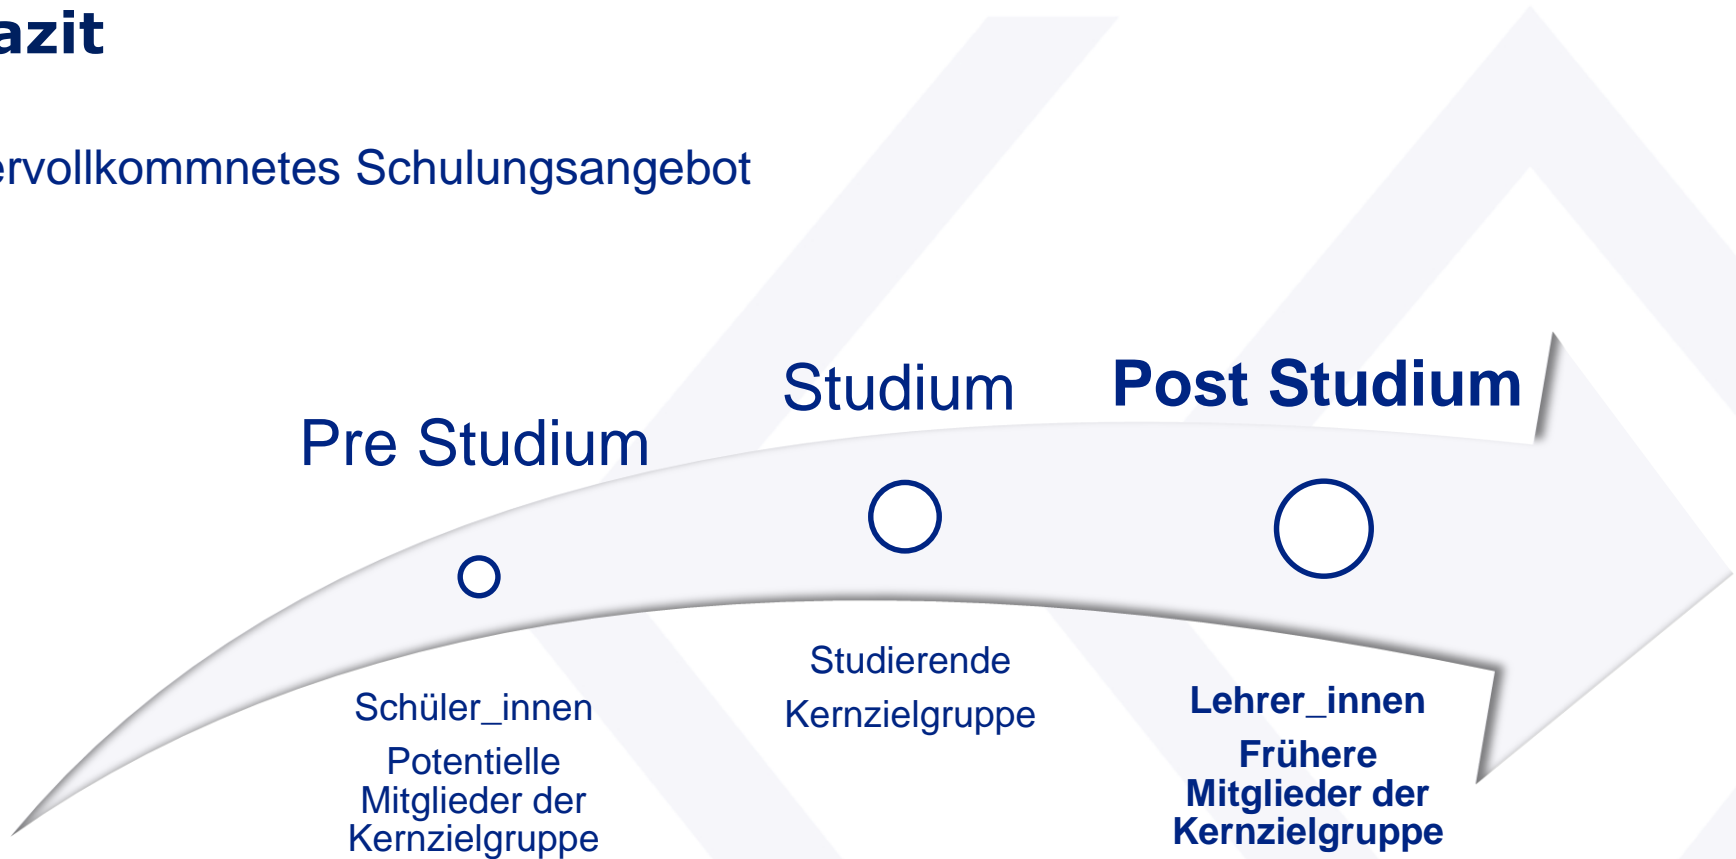 azit
ervollkommnetes Schulungsangebot
Pre Studium
Studium
Post Studium
Schüler_innen
Potentielle
Mitglieder der
Kernzielgruppe
Studierende
Kernzielgruppe
Lehrer_innen
Frühere
Mitglieder der
Kernzielgruppe